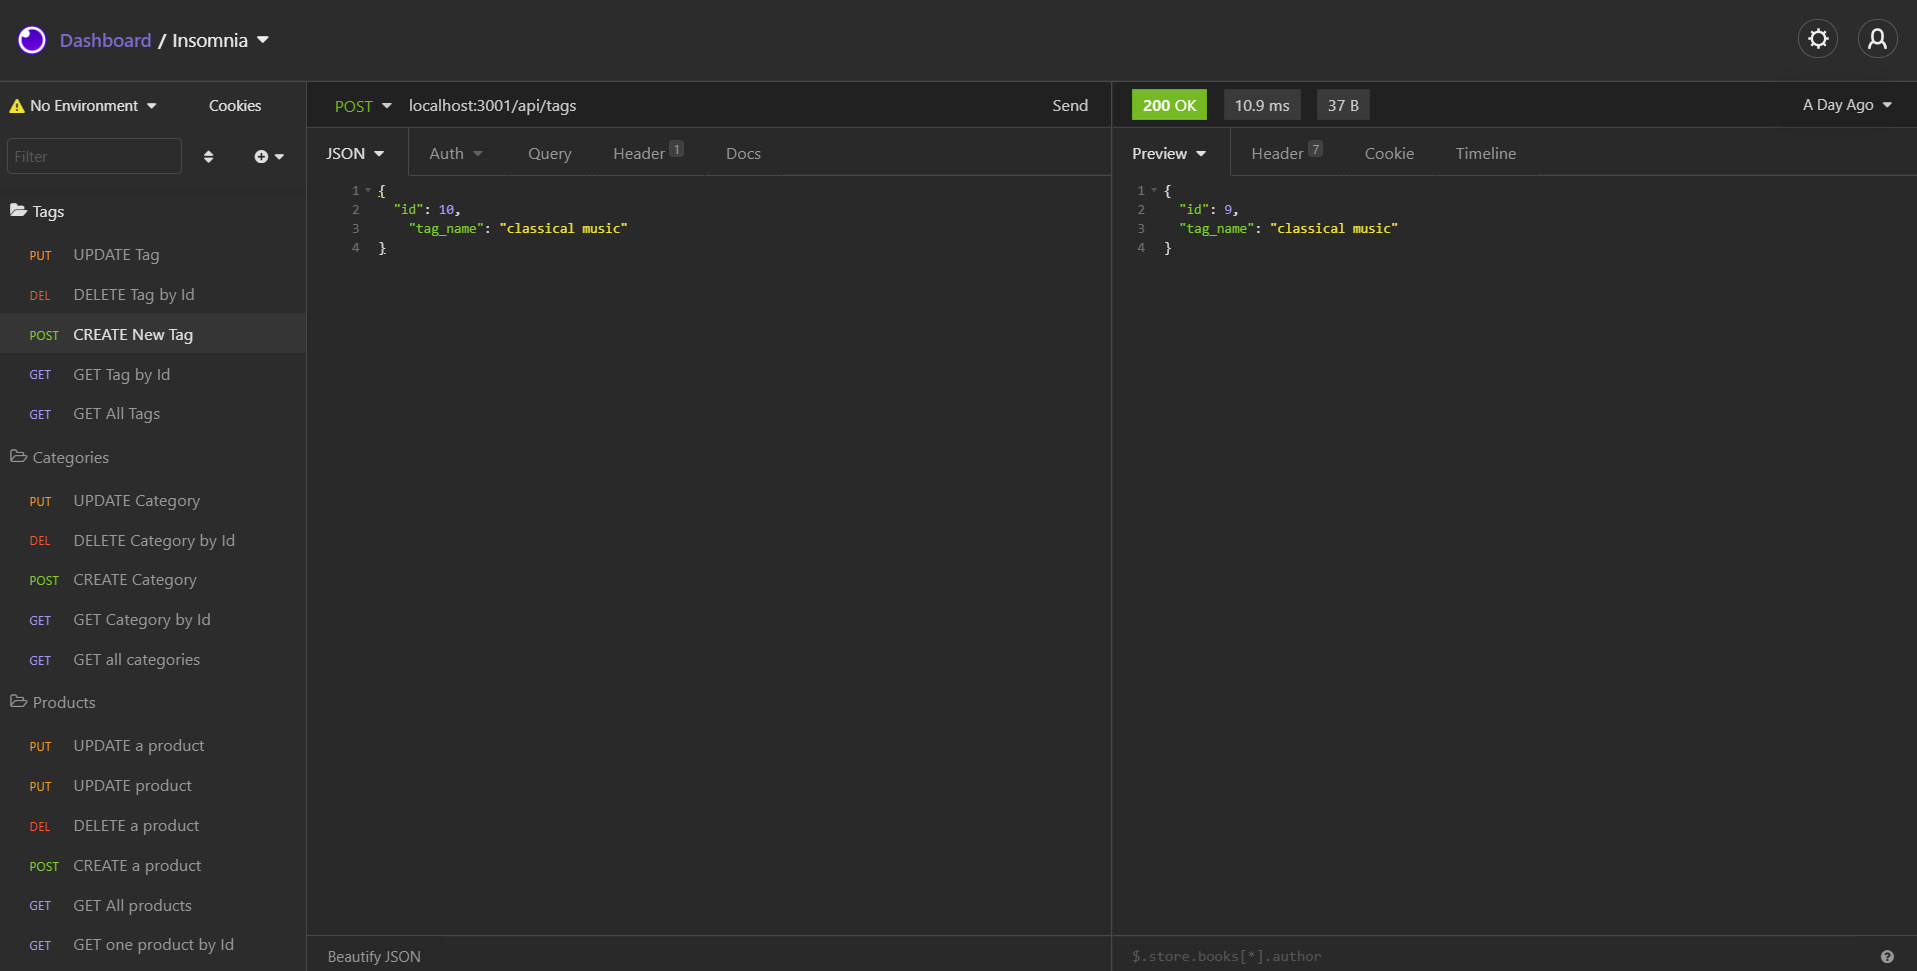 Dashboard / Insomnia
No Environment
Cookies
Filter
Tags
PUT UPDATE Tag
DEL DELETE Tag by Id
POST CREATE New Tag
GET GET Tag by Id
GET GET All Tags
Categories
PUT UPDATE Category
DEL DELETE Category by Id
POST CREATE Category
GET GET Category by Id
GET GET all categories
Products
PUT UPDATE a product
PUT UPDATE product
DEL DELETE a product
POST CREATE a product
GET GET All products
GET GET one product by Id
POST localhost:3001/api/tags Send
JSON Auth Query Header 1 Docs
1 {
2 "id": 10,
3 "tag_name": "classical music"
4 }
Beautify JSON
200 OK 10.9 ms 37 B A Day Ago
Preview Header 7 Cookie Timeline
1 {
2 "id": 9,
3 "tag_name": "classical music"
4 }
$.store.books[*].author ?